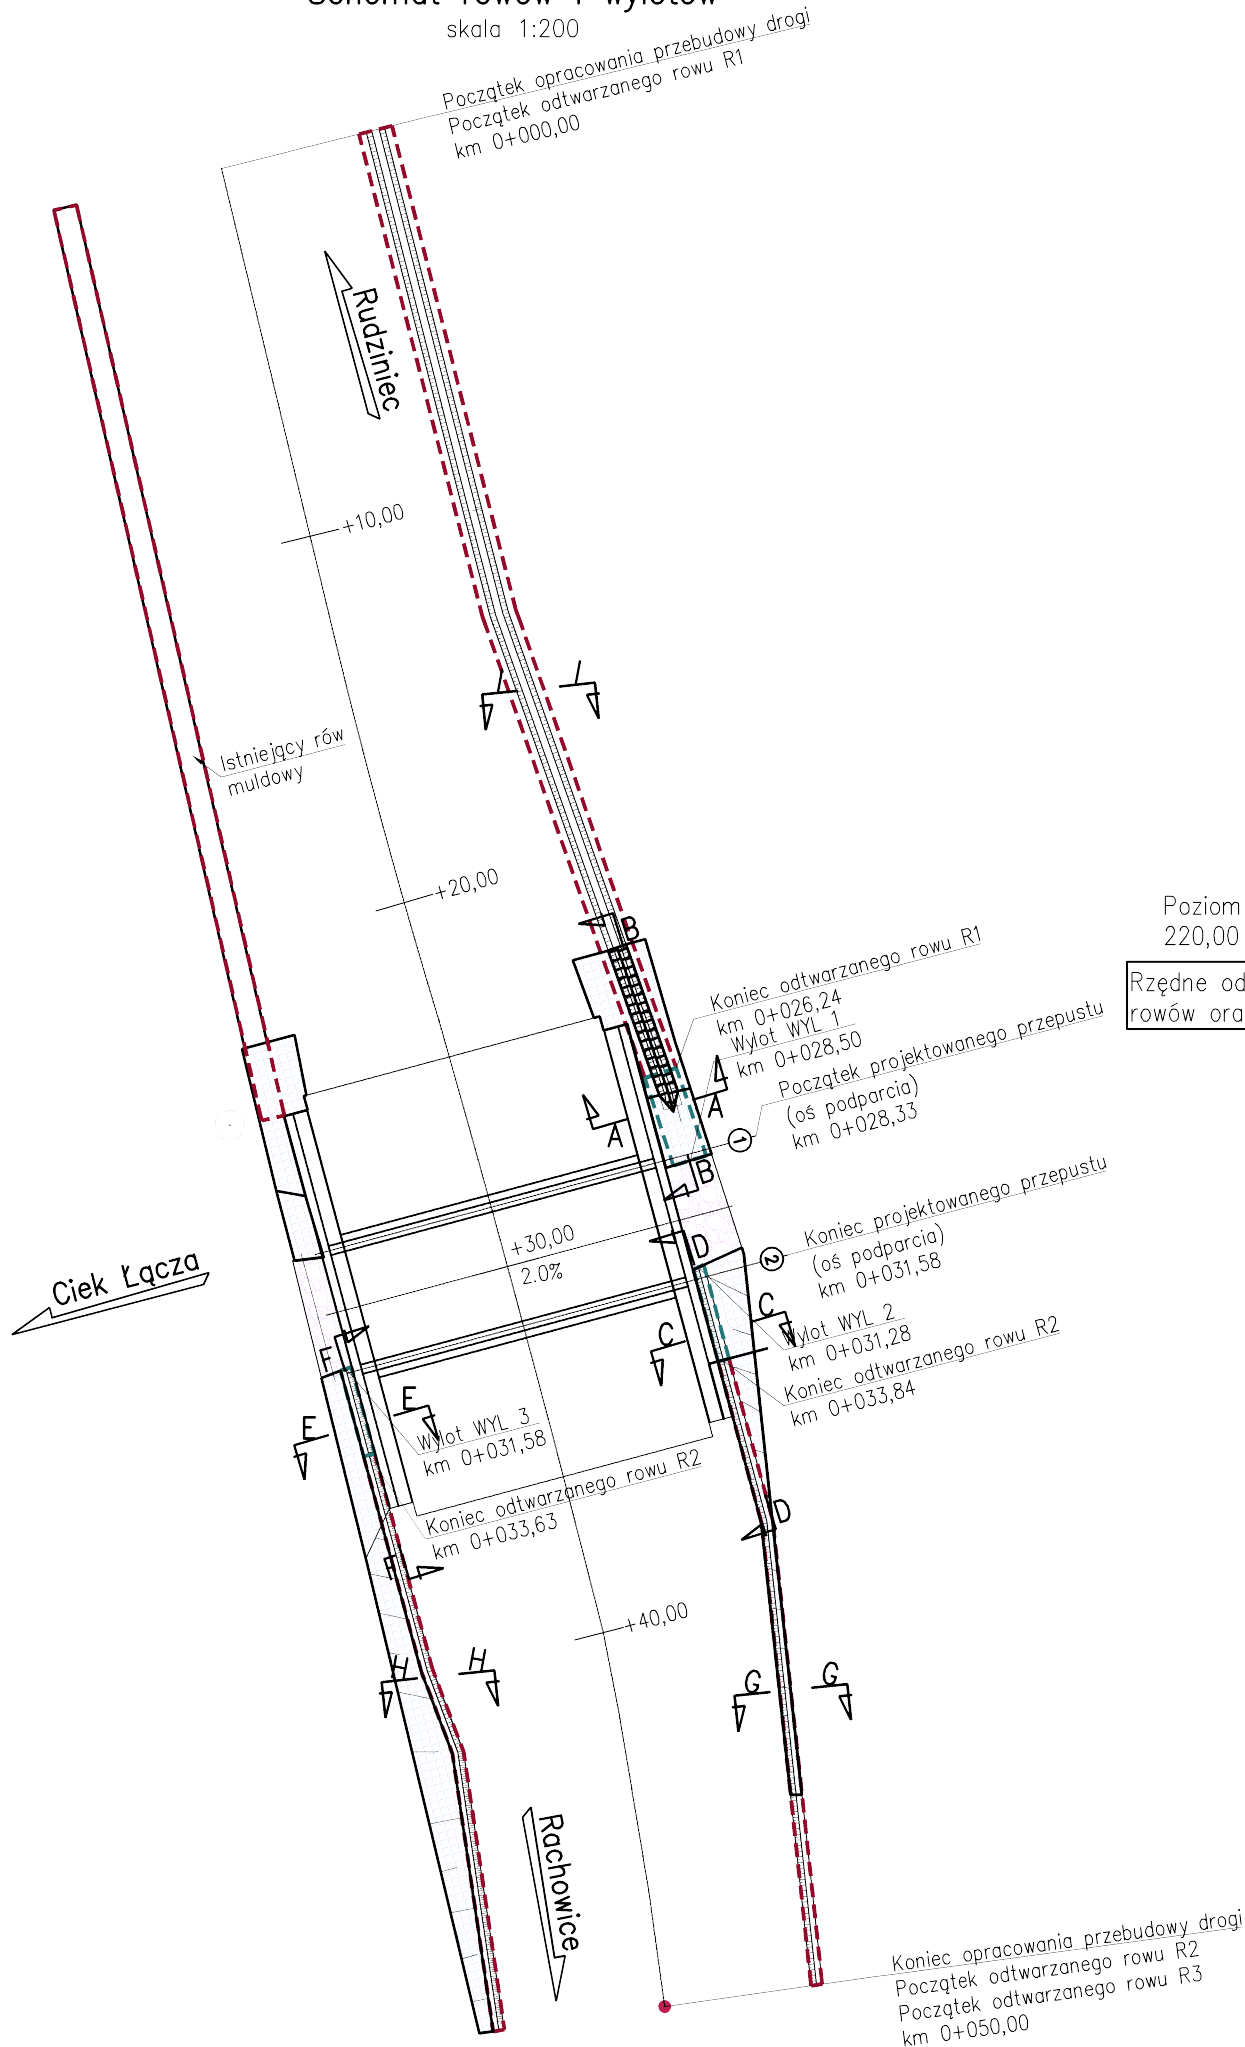 Schemat rowów i wylotów
skala 1:200
Początek opracowania przebudowy drogi
Początek odtwarzanego rowu R1
km 0+000,00
Rudziniec
+10,00
Istniejący rów
muldowy
+20,00
B
Poziom
220,00
Rzędne od
rowów ora
Koniec odtwarzanego rowu R1
km 0+026,24
Wylot WYL 1
km 0+028,50
Początek projektowanego przepustu
(oś podparcia)
km 0+028,33
A
A
1
B
Koniec projektowanego przepustu
(oś podparcia)
km 0+031,58
2
D
+30,00
2.0%
Ciek Łącza
C
C
Wylot WYL 2
km 0+031,28
Koniec odtwarzanego rowu R2
km 0+033,84
F
E
E
Wylot WYL 3
km 0+031,58
Koniec odtwarzanego rowu R2
km 0+033,63
D
F
+40,00
H
H
G
G
Rachowice
Koniec opracowania przebudowy drogi
Początek odtwarzanego rowu R2
Początek odtwarzanego rowu R3
km 0+050,00